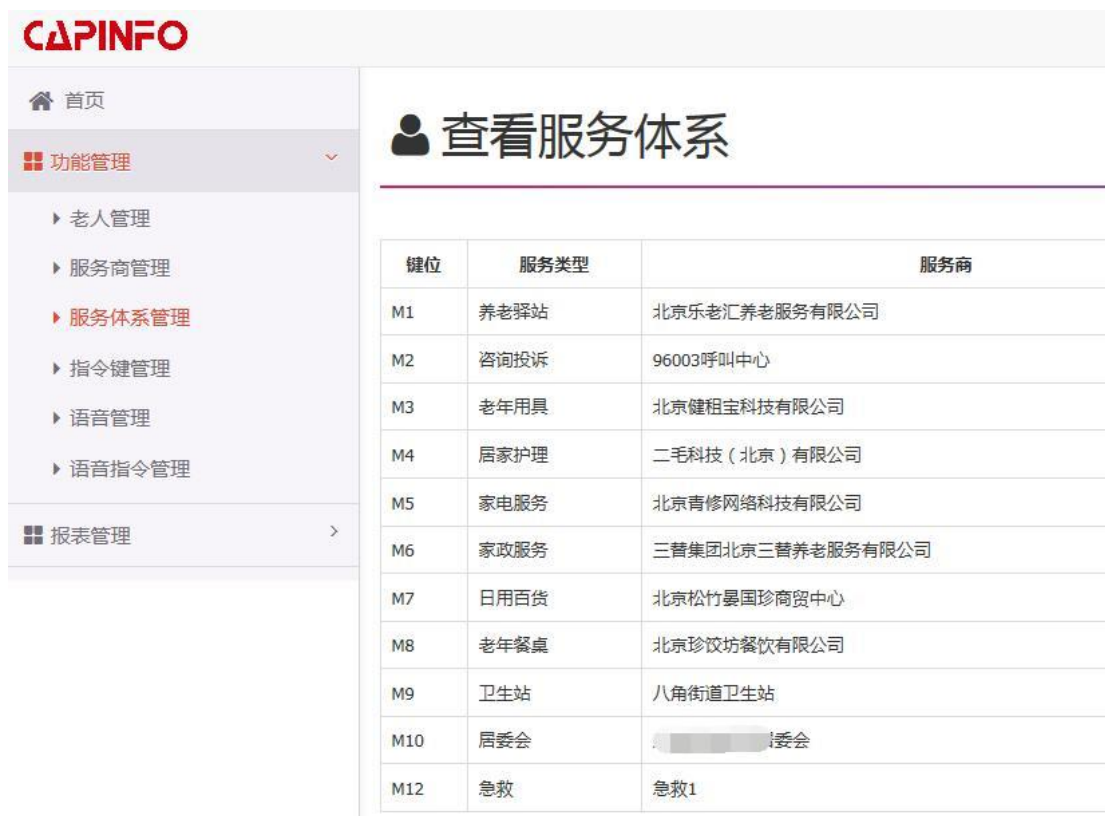 CAPINFO
首页
功能管理
老人管理
服务商管理
服务体系管理
指令键管理
语音管理
语音指令管理
报表管理
查看服务体系
键位 服务类型 服务商
M1 养老驿站 北京乐老汇养老服务有限公司
M2 咨询投诉 96003呼叫中心
M3 老年用具 北京健租宝科技有限公司
M4 居家护理 二毛科技（北京）有限公司
M5 家电服务 北京青修网络科技有限公司
M6 家政服务 三替集团北京三替养老服务有限公司
M7 日用百货 北京松竹晏国珍商贸中心
M8 老年餐桌 北京珍饺坊餐饮有限公司
M9 卫生站 八角街道卫生站
M10 居委会 委会
M12 急救 急救1